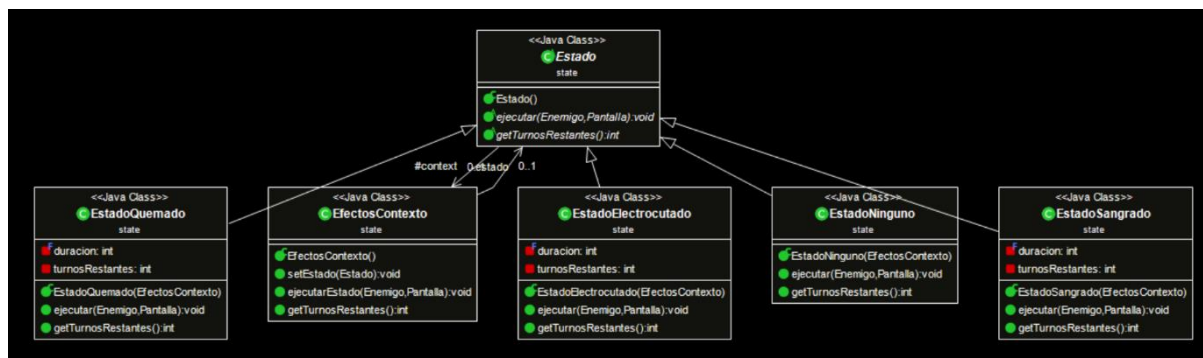 <<Java Class>>
Estado
state
Estado()
ejecutar(Enemigo,Pantalla):void
getTurnosRestantes():int
#context
estado
0..1
<<Java Class>>
EstadoQuemado
state
duracion: int
turnosRestantes: int
EstadoQuemado(EfectosContexto)
ejecutar(Enemigo,Pantalla):void
getTurnosRestantes():int
<<Java Class>>
EfectosContexto
state
EfectosContexto()
setEstado(Estado):void
ejecutarEstado(Enemigo,Pantalla):void
getTurnosRestantes():int
<<Java Class>>
EstadoElectrocutado
state
duracion: int
turnosRestantes: int
EstadoElectrocutado(EfectosContexto)
ejecutar(Enemigo,Pantalla):void
getTurnosRestantes():int
<<Java Class>>
EstadoNinguno
state
EstadoNinguno(EfectosContexto)
ejecutar(Enemigo,Pantalla):void
getTurnosRestantes():int
<<Java Class>>
EstadoSangrado
state
duracion: int
turnosRestantes: int
EstadoSangrado(EfectosContexto)
ejecutar(Enemigo,Pantalla):void
getTurnosRestantes():int